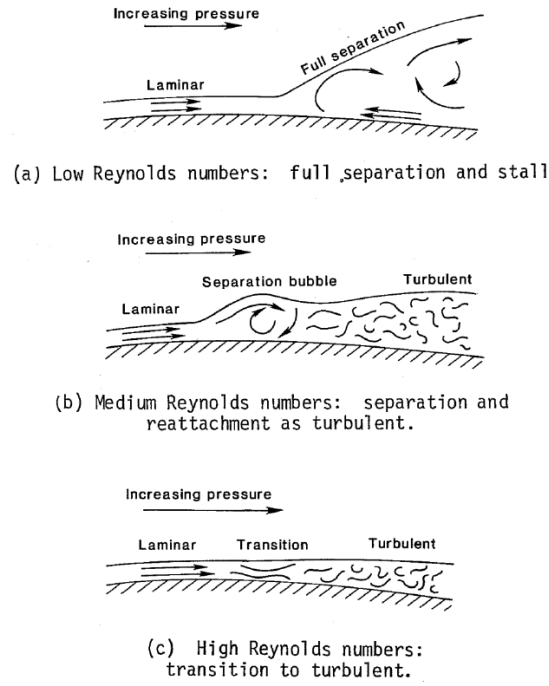 Increasing pressure
Full separation
Laminar
(a) Low Reynolds numbers: full separation and stall
Increasing pressure
Separation bubble
Turbulent
Laminar
(b) Medium Reynolds numbers: separation and
reattachment as turbulent.
Increasing pressure
Laminar Transition Turbulent
(c) High Reynolds numbers:
transition to turbulent.